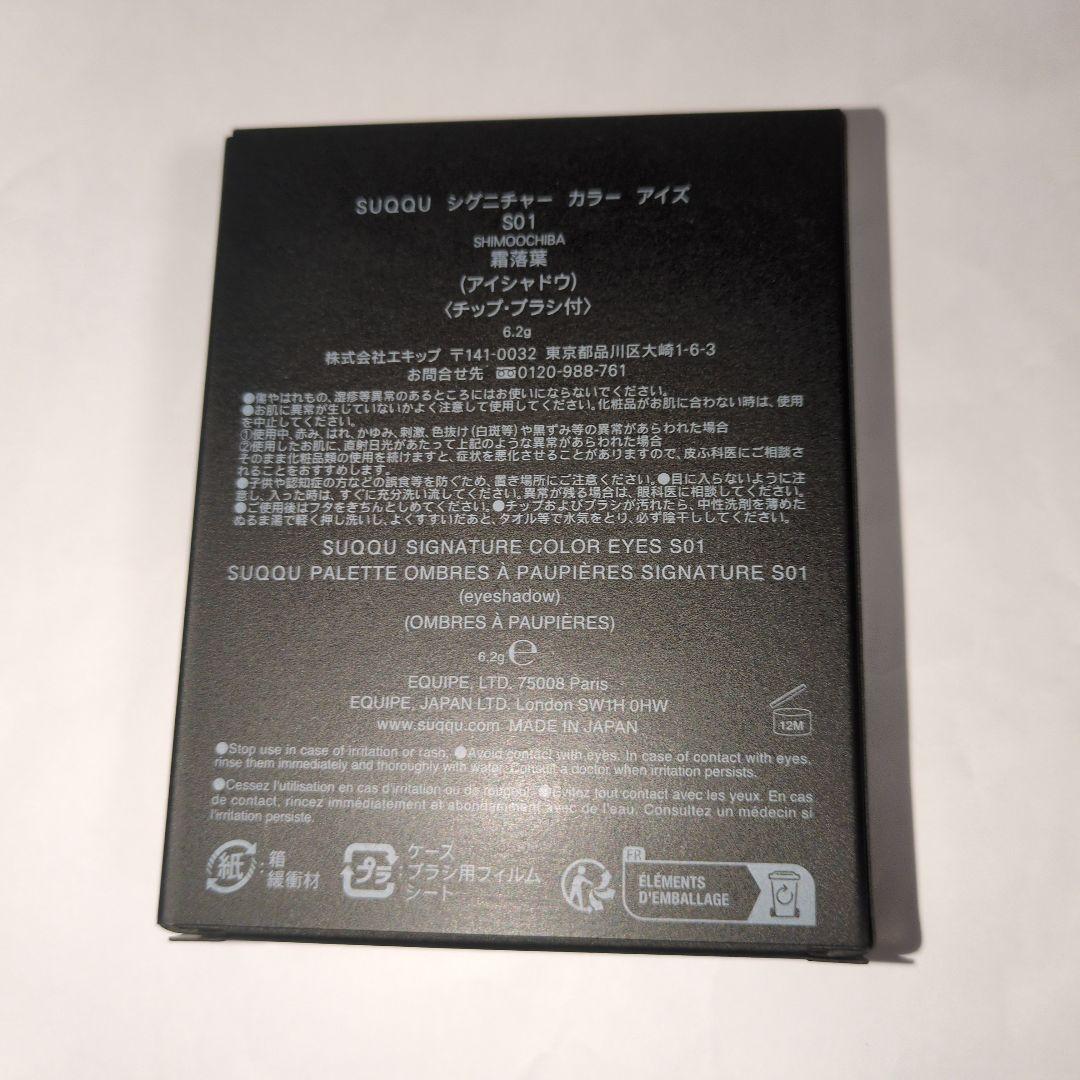 SUQQU シグニチャー カラー アイズ
S01
SHIMOOCHIBA
霜落葉
(アイシャドウ)
〈チップ・ブラシ付〉
6.2g
株式会社エキップ 〒141-0032 東京都品川区大崎1-6-3
お問合せ先 0120-988-761
●傷やはれもの、湿疹等異常のあるところにはお使いにならないでください。
●お肌に異常が生じていないかよく注意して使用してください。化粧品がお肌に合わない時は、使用
を中止してください。
①使用中、赤み、はれ、かゆみ、刺激、色抜け(白斑等)や黒ずみ等の異常があらわれた場合
②使用したお肌に、直射日光があたって上記のような異常があらわれた場合
そのまま化粧品類の使用を続けますと、症状を悪化させることがありますので、皮ふ科医にご相談さ
れることをおすすめします。
●子供や認知症の方などの誤食等を防ぐため、置き場所にご注意ください。●目に入らないように注
意し、入った時は、すぐに充分洗い流してください。異常が残る場合は、眼科医に相談してください。
●ご使用後はフタをきちんとしめてください。●チップおよびブラシが汚れたら、中性洗剤を薄めた
ぬるま湯で軽く押し洗いし、よくすすいだあと、タオル等で水気をとり、必ず陰干ししてください。
SUQQU SIGNATURE COLOR EYES S01
SUQQU PALETTE OMBRES À PAUPIÈRES SIGNATURE S01
(eyeshadow)
(OMBRES À PAUPIÈRES)
6.2g ℮
EQUIPE, LTD. 75008 Paris
EQUIPE, JAPAN LTD. London SW1H 0HW
www.suqqu.com MADE IN JAPAN
12M
●Stop use in case of irritation or rash. ●Avoid contact with eyes. In case of contact with eyes,
rinse them immediately and thoroughly with water. Consult a doctor when irritation persists.
●Cessez l'utilisation en cas d'irritation ou de rougeur. ●Evitez tout contact avec les yeux. En cas
de contact, rincez immédiatement et abondamment avec de l'eau. Consultez un médecin si
l'irritation persiste.
紙 : 箱
緩衝材
プラ : ケース
ブラシ用フィルム
シート
FR
ÉLÉMENTS
D'EMBALLAGE